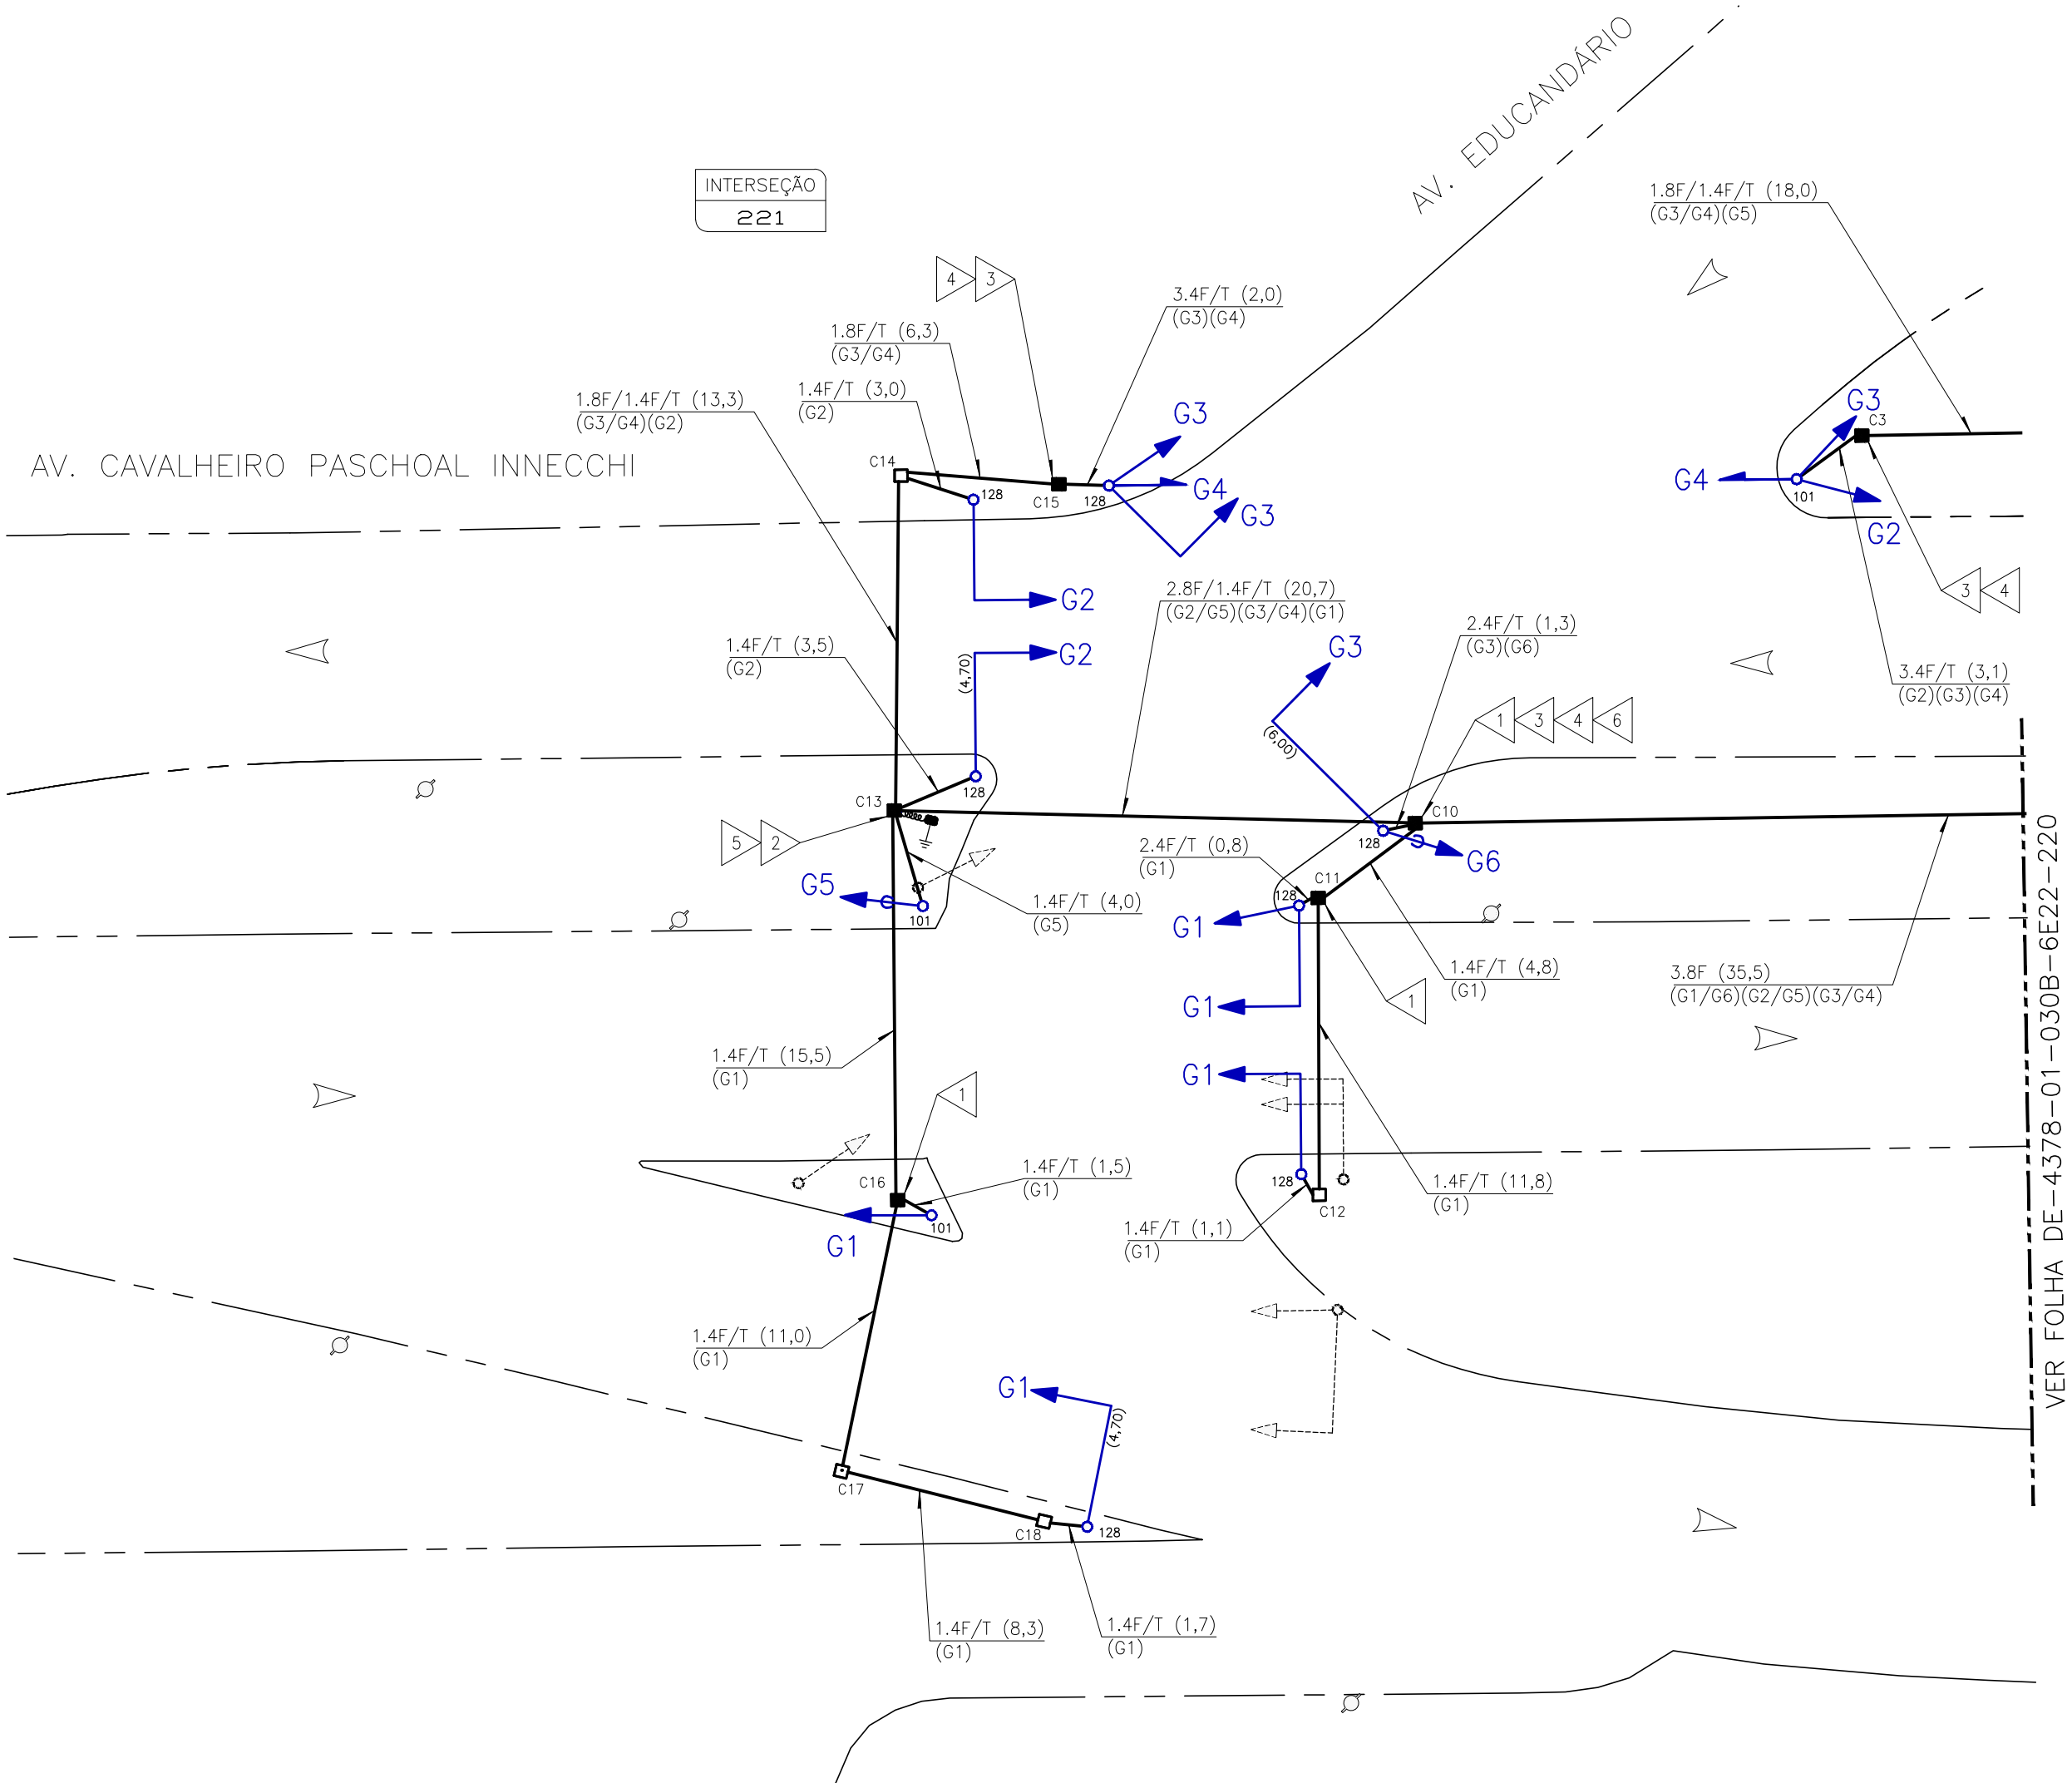 AV. EDUCANDÁRIO
INTERSEÇÃO
221
1.8F/1.4F/T (18,0)
(G3/G4)(G5)
4
3
3.4F/T (2,0)
(G3)(G4)
1.8F/T (6,3)
(G3/G4)
1.4F/T (3,0)
(G2)
1.8F/1.4F/T (13,3)
(G3/G4)(G2)
G3
G3
C3
AV. CAVALHEIRO PASCHOAL INNECCHI
C14
128
C15
128
G4
G3
G4
101
G2
2.8F/1.4F/T (20,7)
(G2/G5)(G3/G4)(G1)
3
4
G2
2.4F/T (1,3)
(G3)(G6)
1.4F/T (3,5)
(G2)
(4,70)
G2
G3
3.4F/T (3,1)
(G2)(G3)(G4)
1
3
4
6
(6,00)
128
C13
C10
5
2
128
2.4F/T (0,8)
(G1)
G6
G5
C11
128
101
1.4F/T (4,0)
(G5)
G1
1.4F/T (4,8)
(G1)
3.8F (35,5)
(G1/G6)(G2/G5)(G3/G4)
G1
1
1.4F/T (15,5)
(G1)
G1
1
1.4F/T (1,5)
(G1)
C16
128
1.4F/T (11,8)
(G1)
C12
101
G1
1.4F/T (1,1)
(G1)
VER FOLHA DE-4378-01-030B-6E22-220
1.4F/T (11,0)
(G1)
G1
(4,70)
C17
C18
128
1.4F/T (8,3)
(G1)
1.4F/T (1,7)
(G1)